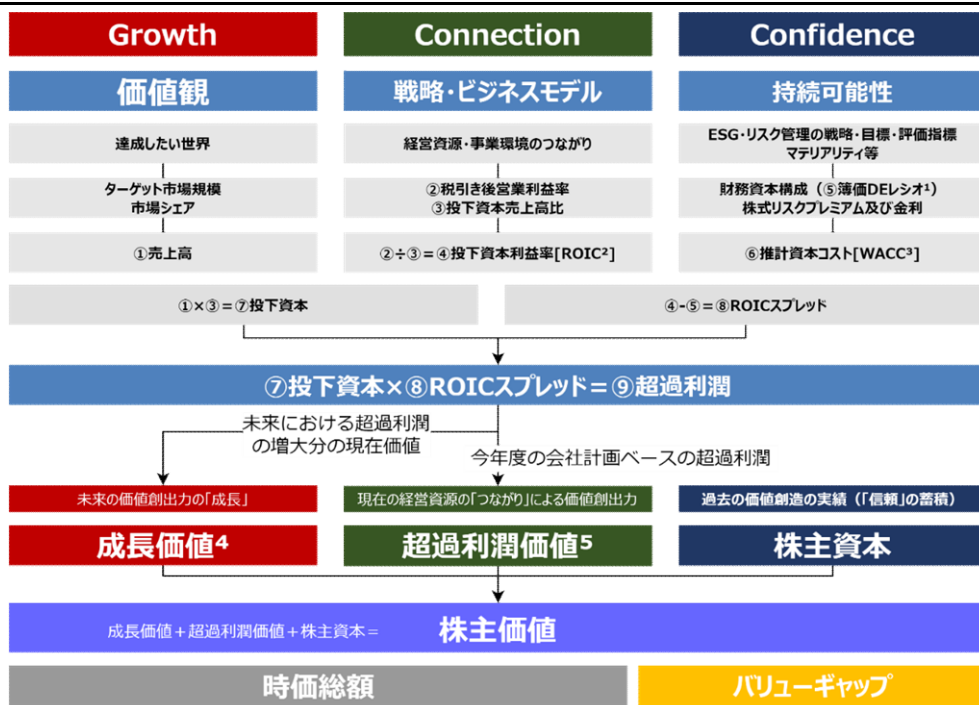 Growth
Connection
Confidence
価値観
戦略・ビジネスモデル
持続可能性
達成したい世界
経営資源・事業環境のつながり
ESG・リスク管理の戦略・目標・評価指標
マテリアリティ等
ターゲット市場規模
市場シェア
②税引き後営業利益率
③投下資本売上高比
財務資本構成（⑤簿価DEレシオ¹）
株式リスクプレミアム及び金利
①売上高
②÷③＝④投下資本利益率[ROIC²]
⑥推計資本コスト[WACC³]
①×③＝⑦投下資本
④-⑤＝⑧ROICスプレッド
⑦投下資本×⑧ROICスプレッド＝⑨超過利潤
未来における超過利潤
の増大分の現在価値
今年度の会社計画ベースの超過利潤
未来の価値創出力の「成長」
現在の経営資源の「つながり」による価値創出力
過去の価値創造の実績（「信頼」の蓄積）
成長価値⁴
超過利潤価値⁵
株主資本
成長価値＋超過利潤価値＋株主資本＝
株主価値
時価総額
バリューギャップ